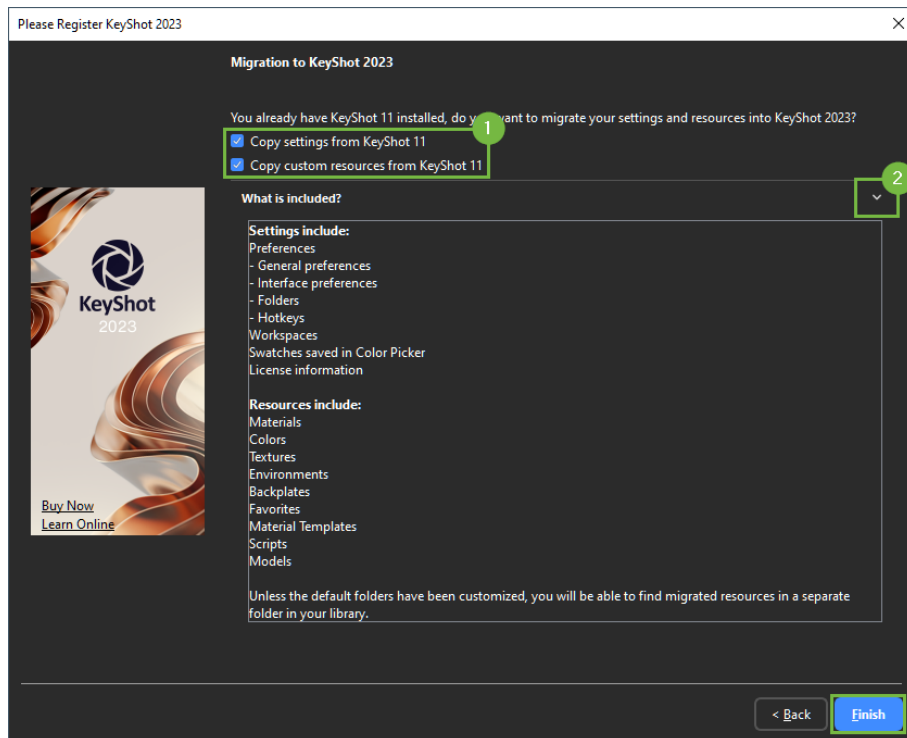 Please Register KeyShot 2023
Migration to KeyShot 2023
You already have KeyShot 11 installed, do y want to migrate your settings and resources into KeyShot 2023?
1
Copy settings from KeyShot 11
Copy custom resources from KeyShot 11
2
What is included?
Settings include:
Preferences
- General preferences
- Interface preferences
- Folders
- Hotkeys
Workspaces
Swatches saved in Color Picker
License information
Resources include:
Materials
Colors
Textures
Environments
Backplates
Favorites
Material Templates
Scripts
Models
Unless the default folders have been customized, you will be able to find migrated resources in a separate
folder in your library.
KeyShot
2023
Buy Now
Learn Online
< Back
Finish